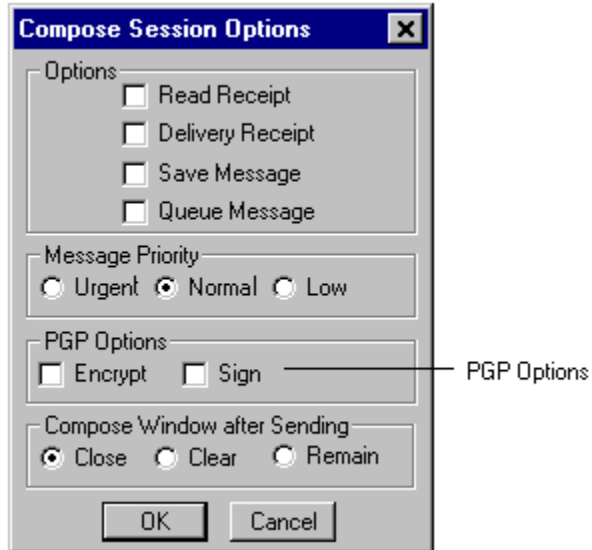 Compose Session Options
Options
Read Receipt
Delivery Receipt
Save Message
Queue Message
Message Priority
Urgent Normal Low
PGP Options
Encrypt Sign PGP Options
Compose Window after Sending
Close Clear Remain
OK Cancel